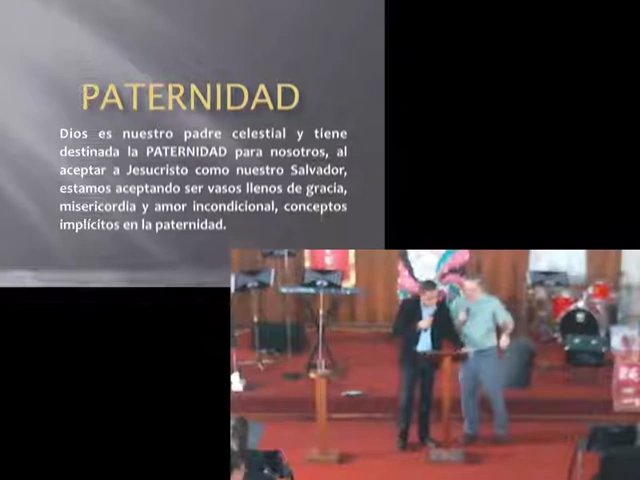 PATERNIDAD
Dios es nuestro padre celestial y tiene
destinada la PATERNIDAD para nosotros, al
aceptar a Jesucristo como nuestro Salvador,
estamos aceptando ser vasos llenos de gracia,
misericordia y amor incondicional, conceptos
implícitos en la paternidad.